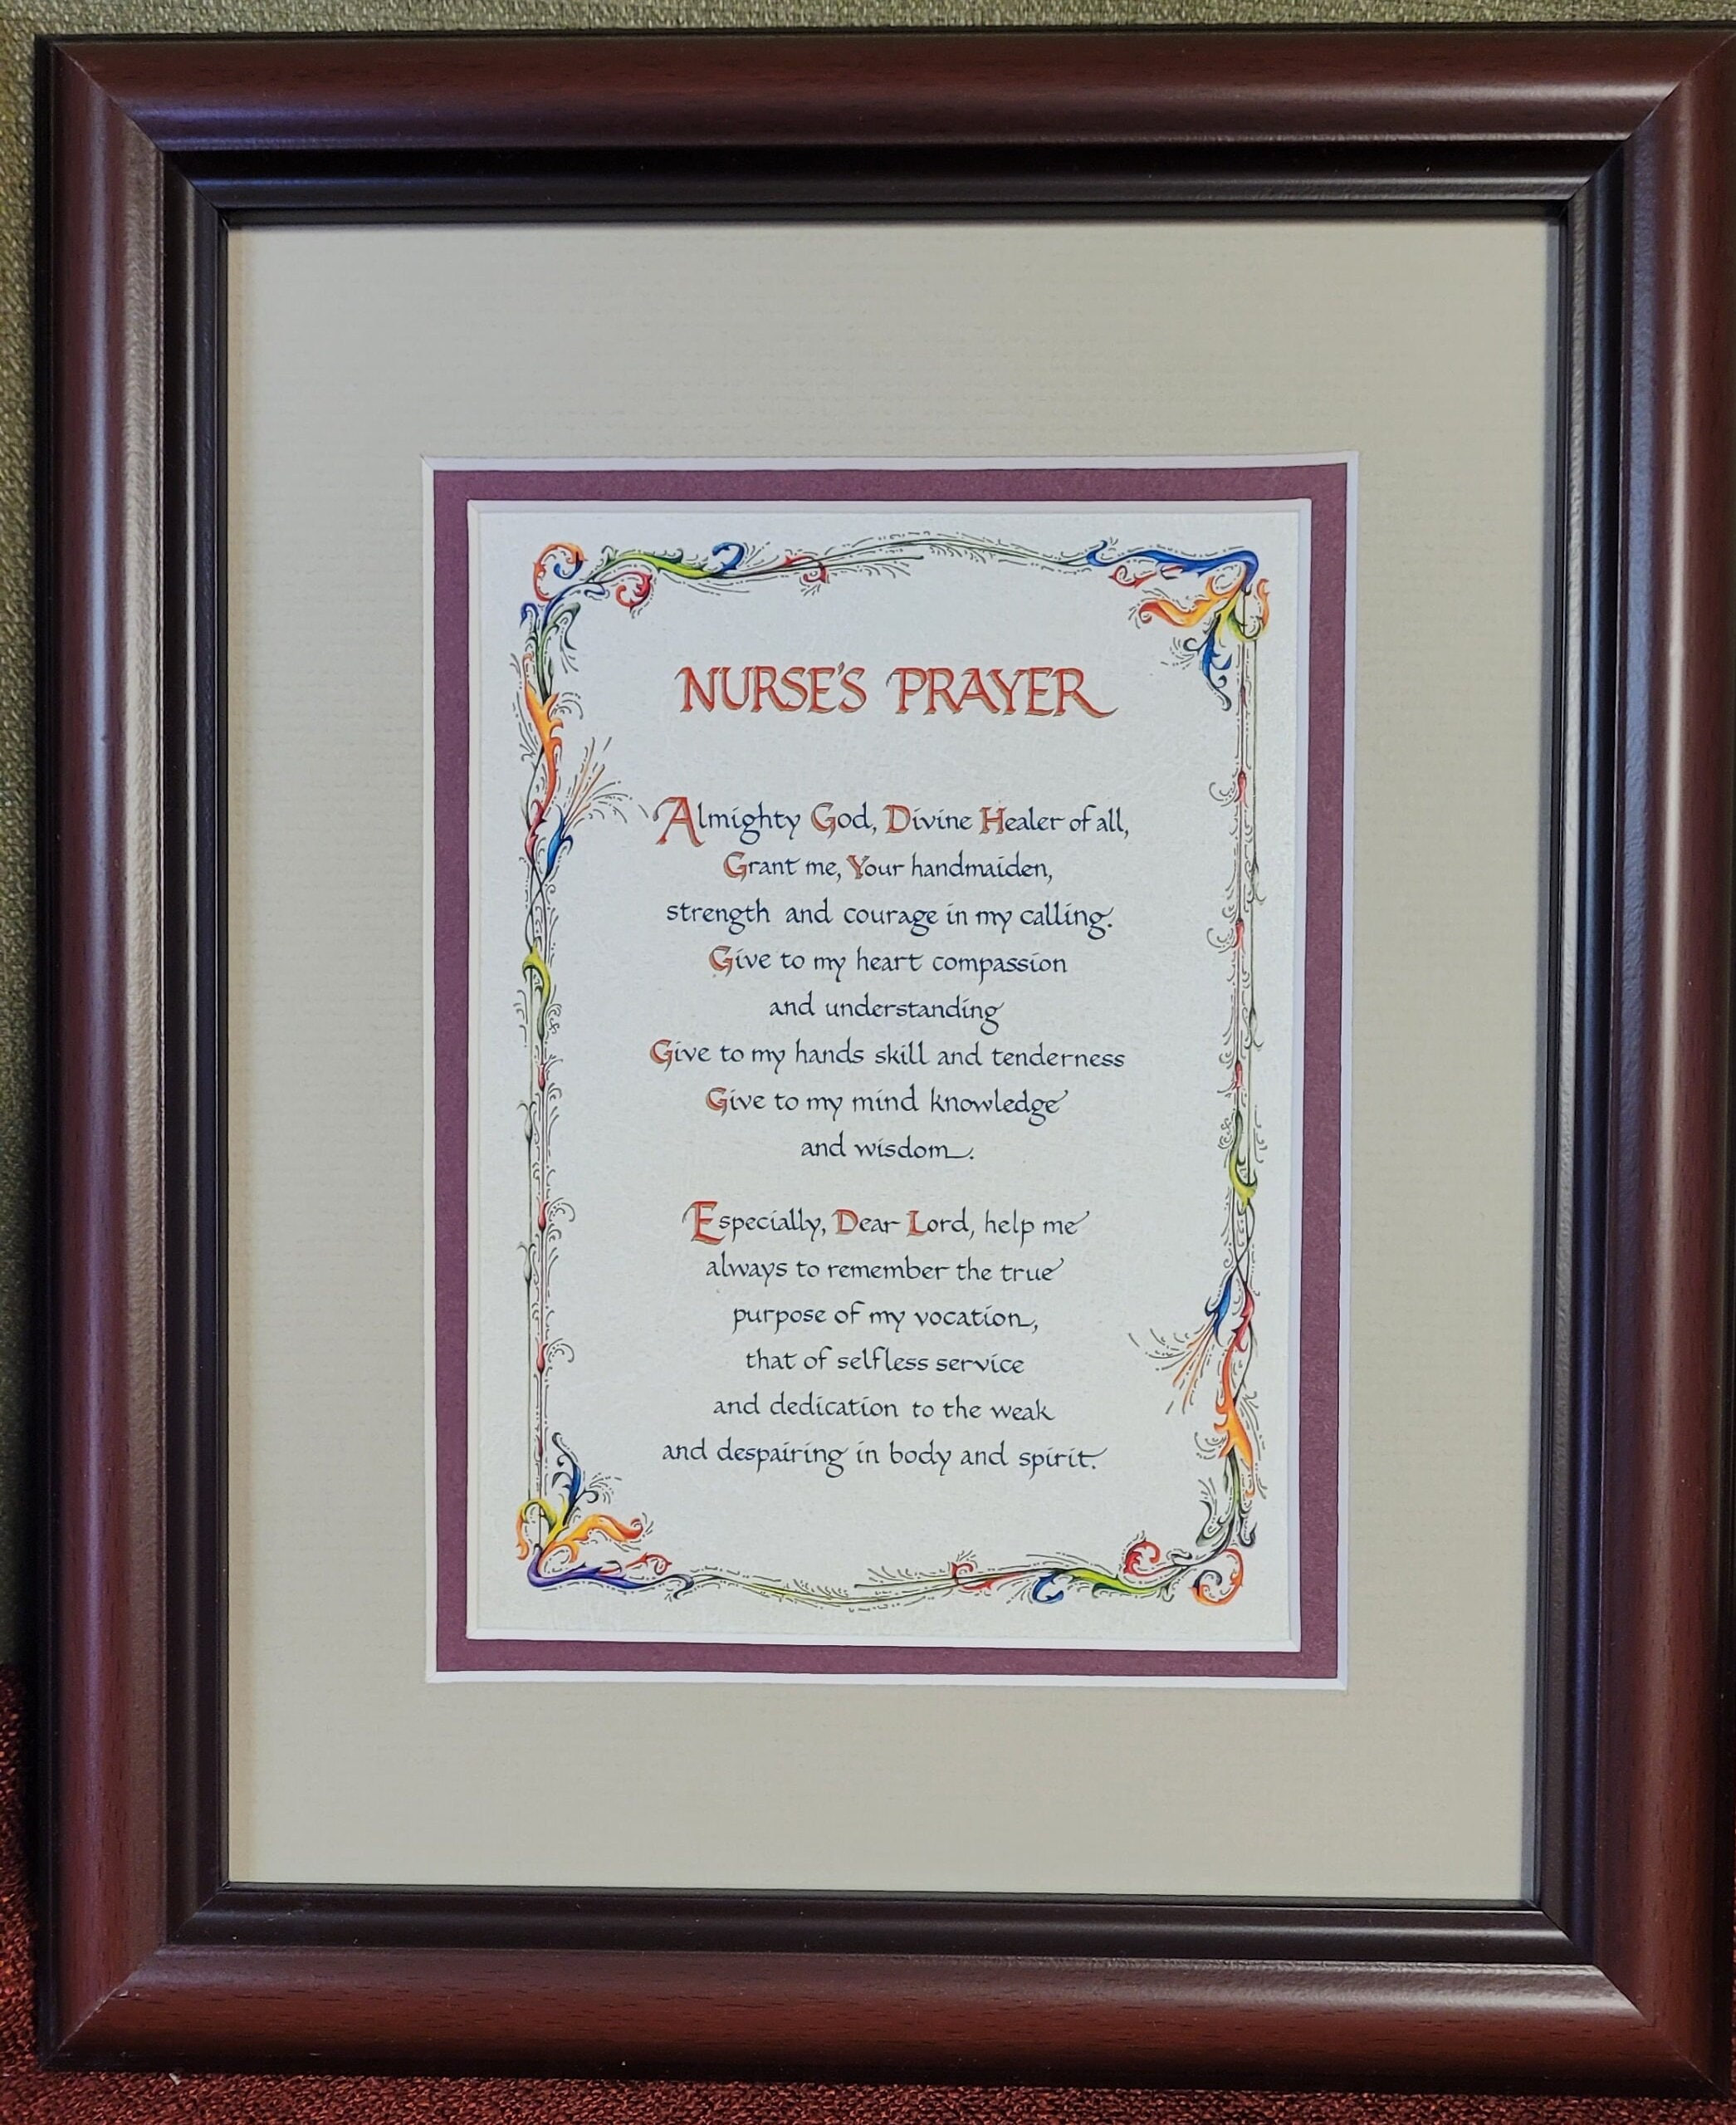 NURSE'S PRAYER
Almighty God, Divine Healer of all,
Grant me, Your handmaiden,
strength and courage in my calling.
Give to my heart compassion
and understanding
Give to my hands skill and tenderness
Give to my mind knowledge
and wisdom.
Especially, Dear Lord, help me
always to remember the true
purpose of my vocation,
that of selfless service
and dedication to the weak
and despairing in body and spirit.